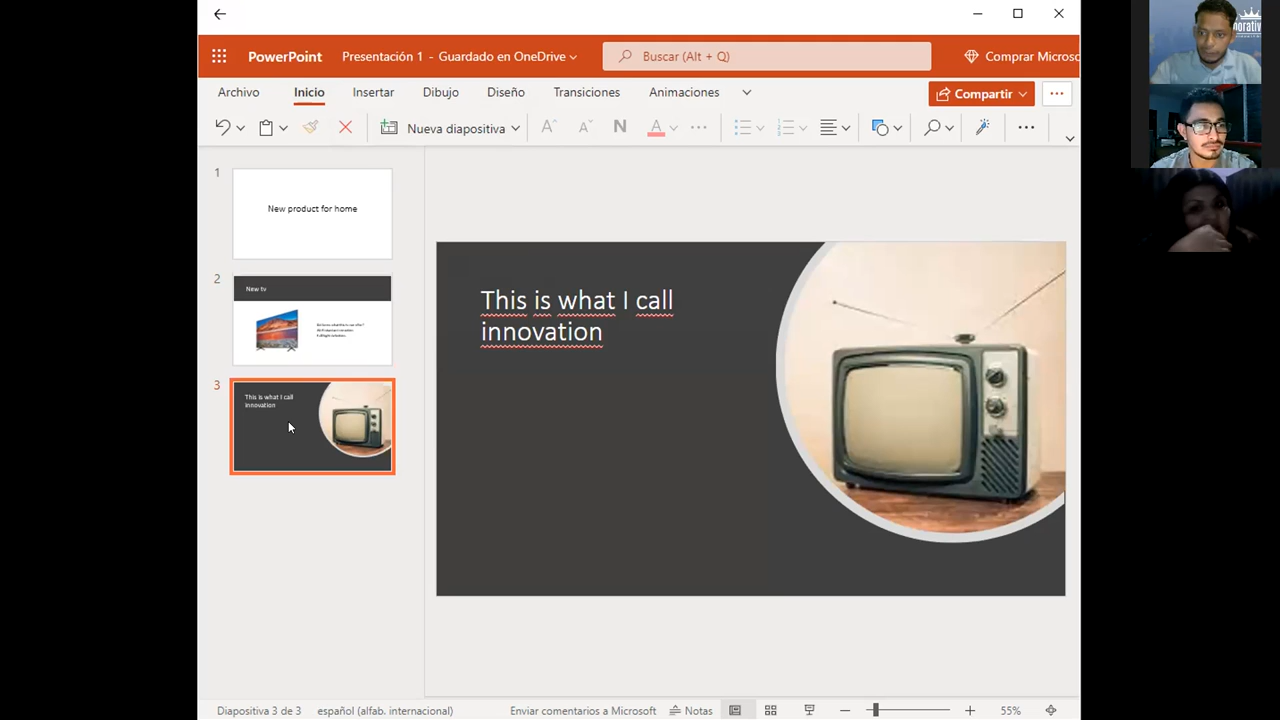 PowerPoint
Presentación 1 - Guardado en OneDrive
Buscar (Alt + Q)
Comprar Microsc
Archivo
Inicio
Insertar
Dibujo
Diseño
Transiciones
Animaciones
Compartir
Nueva diapositiva
N
A
1
New product for home
2
New tv
3
This is what I call
innovation
This is what I call
innovation
Diapositiva 3 de 3
español (alfab. internacional)
Enviar comentarios a Microsoft
Notas
55%